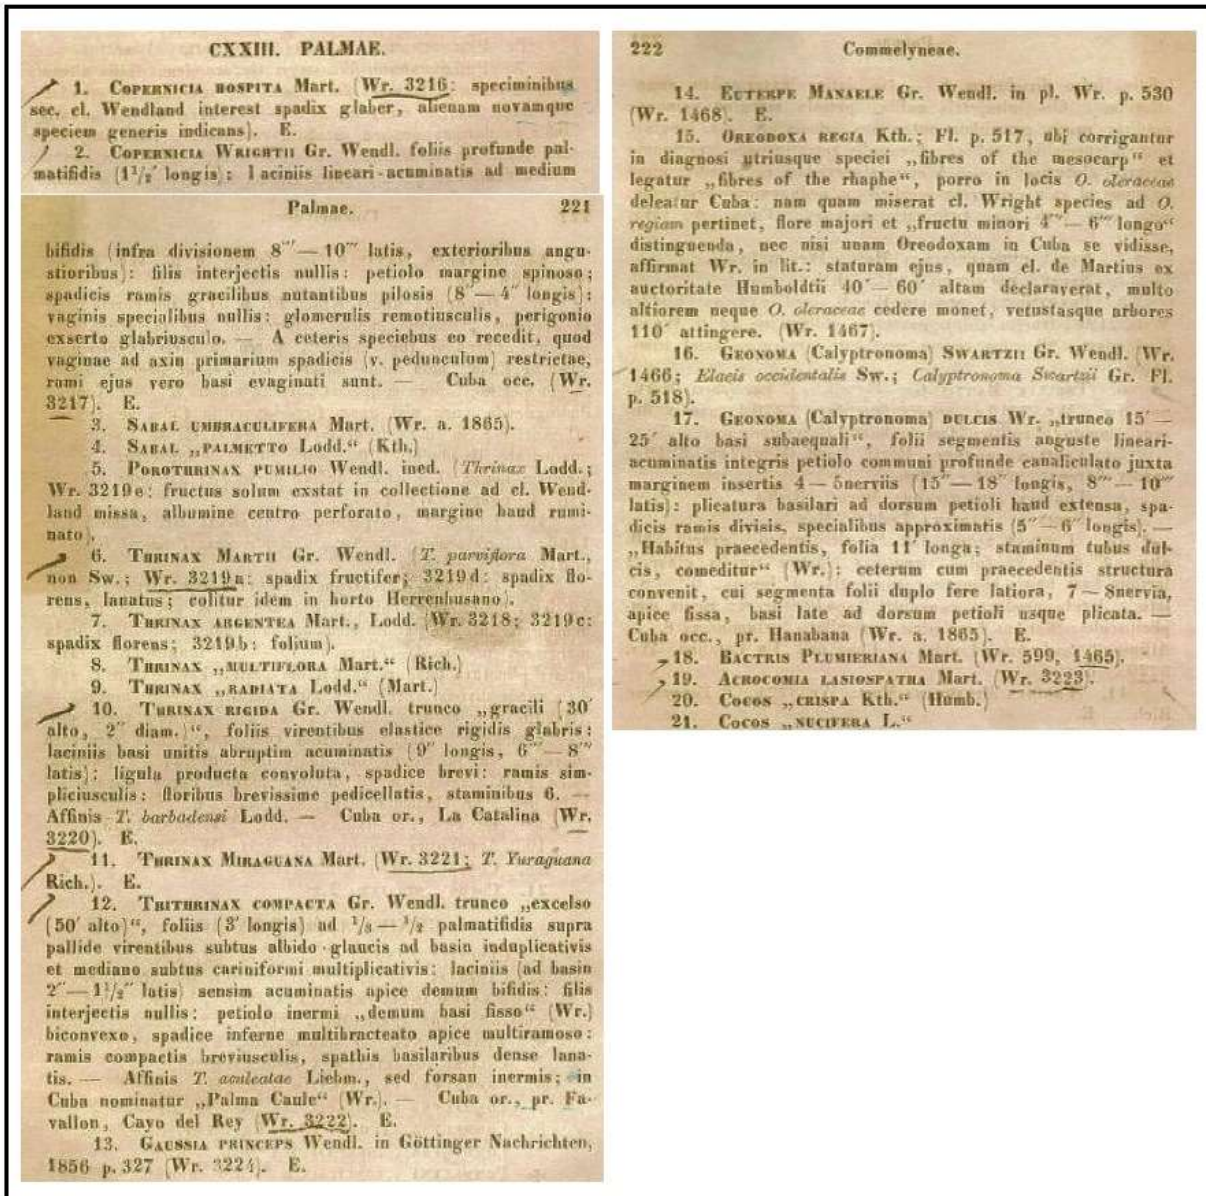 CXXIII. PALMAE.
1. COPERNICIA HOSPITA Mart. (Wr. 3216: speciminibus
sec. cl. Wendland interest spadix glaber, alienam novamque
speciem generis indicans). E.
2. COPERNICIA WRIGHTII Gr. Wendl. foliis profunde pal-
matifidis (1½′ longis): laciniis lineari-acuminatis ad medium
Palmae. 221
bifidis (infra divisionem 8‴—10‴ latis, exterioribus angu-
stioribus): filis interjectis nullis: petiolo margine spinoso;
spadicis ramis gracilibus nutantibus pilosis (8″—4″ longis):
vaginis specialibus nullis: glomerulis remotiusculis, perigonio
exserto glabriusculo. — A ceteris speciebus eo recedit, quod
vaginae ad axin primarium spadicis (v. pedunculum) restrictae,
rami ejus vero basi evaginati sunt. — Cuba occ. (Wr.
3217). E.
3. SABAL UMBRACULIFERA Mart. (Wr. a. 1865).
4. SABAL „PALMETTO Lodd.“ (Kth.)
5. POROTHRINAX PUMILIO Wendl. ined. (Thrinax Lodd.;
Wr. 3219e: fructus solum exstat in collectione ad cl. Wend-
land missa, albumine centro perforato, margine haud rumi-
nato).
6. THRINAX MARTII Gr. Wendl. (T. parviflora Mart.,
non Sw.; Wr. 3219a: spadix fructifer; 3219d: spadix flo-
rens, lanatus; colitur idem in horto Herrenhusano).
7. THRINAX ARGENTEA Mart., Lodd. (Wr. 3218; 3219c:
spadix florens; 3219b: folium).
8. THRINAX „MULTIFLORA Mart.“ (Rich.)
9. THRINAX „RADIATA Lodd.“ (Mart.)
10. THRINAX RIGIDA Gr. Wendl. trunco „gracili (30′
alto, 2″ diam.)“, foliis virentibus elastice rigidis glabris:
laciniis basi unitis abruptim acuminatis (9″ longis, 6‴—8‴
latis): ligula producta convoluta, spadice brevi: ramis sim-
pliciusculis: floribus brevissime pedicellatis, staminibus 6. —
Affinis T. barbadensi Lodd. — Cuba or., La Catalina (Wr.
3220). E.
11. THRINAX MIRAGUANA Mart. (Wr. 3221; T. Yuraguana
Rich.). E.
12. TRITHRINAX COMPACTA Gr. Wendl. trunco „excelso
(50′ alto)“, foliis (3′ longis) ad ⅓—½ palmatifidis supra
pallide virentibus subtus albido-glaucis ad basin induplicativis
et mediano subtus cariniformi multiplicativis: laciniis (ad basin
2″—1½″ latis) sensim acuminatis apice demum bifidis: filis
interjectis nullis: petiolo inermi „demum basi fisso“ (Wr.)
biconvexo, spadice inferne multibracteato apice multiramoso:
ramis compactis breviusculis, spathis basilaribus dense lana-
tis. — Affinis T. aculeatae Liebm., sed forsan inermis; in
Cuba nominatur „Palma Caule“ (Wr.). — Cuba or., pr. Fa-
vallon, Cayo del Rey (Wr. 3222). E.
13. GAUSSIA PRINCEPS Wendl. in Göttinger Nachrichten,
1856 p. 327 (Wr. 3224). E.
222 Commelyneae.
14. EUTERPE MANAELE Gr. Wendl. in pl. Wr. p. 530
(Wr. 1468). E.
15. OREODOXA REGIA Kth.; Fl. p. 517, ubi corrigantur
in diagnosi utriusque speciei „fibres of the mesocarp“ et
legatur „fibres of the rhaphe“, porro in locis O. oleraceae
deleatur Cuba: nam quam miserat cl. Wright species ad O.
regiam pertinet, flore majori et „fructu minori 4‴—6‴ longo“
distinguenda, nec nisi unam Oreodoxam in Cuba se vidisse,
affirmat Wr. in lit.: staturam ejus, quam cl. de Martius ex
auctoritate Humboldtii 40′—60′ altam declaraverat, multo
altiorem neque O. oleraceae cedere monet, vetustasque arbores
110′ attingere. (Wr. 1467).
16. GEONOMA (Calyptronoma) SWARTZII Gr. Wendl. (Wr.
1466; Elaeis occidentalis Sw.; Calyptronoma Swartzii Gr. Fl.
p. 518).
17. GEONOMA (Calyptronoma) DULCIS Wr. „trunco 15′—
25′ alto basi subaequali“, folii segmentis anguste lineari-
acuminatis integris petiolo communi profunde canaliculato juxta
marginem insertis 4—5nerviis (15″—18″ longis, 8‴—10‴
latis): plicatura basilari ad dorsum petioli haud extensa, spa-
dicis ramis divisis, specialibus approximatis (5″—6″ longis). —
„Habitus praecedentis, folia 11′ longa; staminum tubus dul-
cis, comeditur“ (Wr.): ceterum cum praecedentis structura
convenit, cui segmenta folii duplo fere latiora, 7—8nervia,
apice fissa, basi late ad dorsum petioli usque plicata. —
Cuba occ., pr. Hanabana (Wr. a. 1865). E.
18. BACTRIS PLUMIERIANA Mart. (Wr. 599, 1465).
19. ACROCOMIA LASIOSPATHA Mart. (Wr. 3223).
20. COCOS „CRISPA Kth.“ (Humb.)
21. COCOS „NUCIFERA L.“